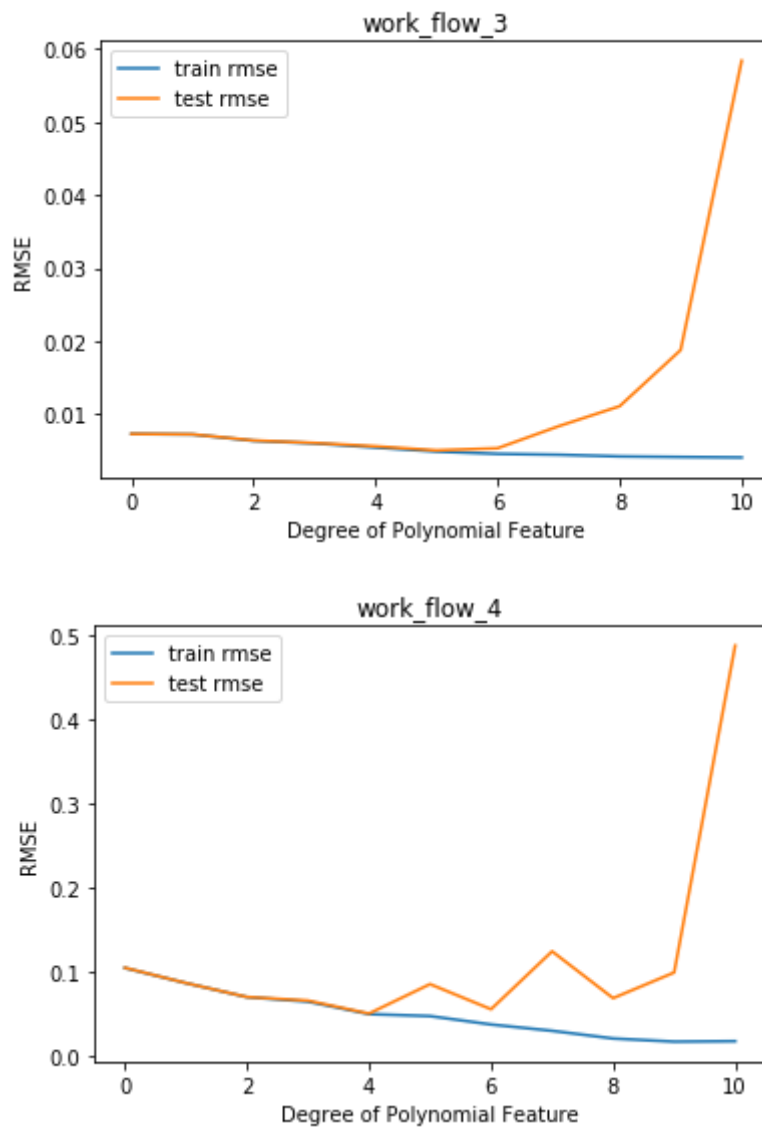 work_flow_3
0.06
0.05
0.04
0.03
0.02
0.01
RMSE
train rmse
test rmse
0 2 4 6 8 10
Degree of Polynomial Feature
work_flow_4
0.5
0.4
0.3
0.2
0.1
0.0
RMSE
train rmse
test rmse
0 2 4 6 8 10
Degree of Polynomial Feature